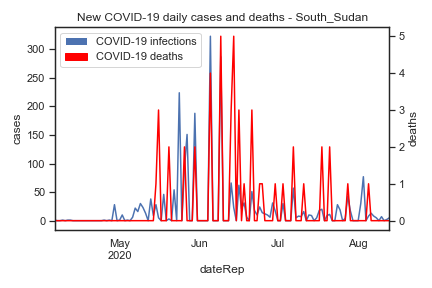 New COVID-19 daily cases and deaths - South_Sudan
COVID-19 infections
COVID-19 deaths
300
250
200
150
100
50
0
cases
5
4
3
2
1
0
deaths
May
2020
Jun
Jul
Aug
dateRep